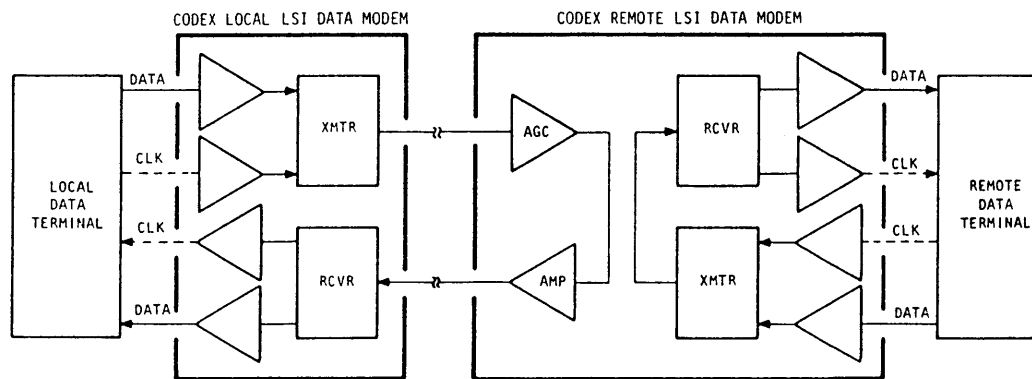 CODEX LOCAL LSI DATA MODEM
CODEX REMOTE LSI DATA MODEM
DATA
XMTR
CLK
LOCAL
DATA
TERMINAL
CLK
RCVR
DATA
AGC
AMP
RCVR
DATA
CLK
XMTR
CLK
DATA
REMOTE
DATA
TERMINAL